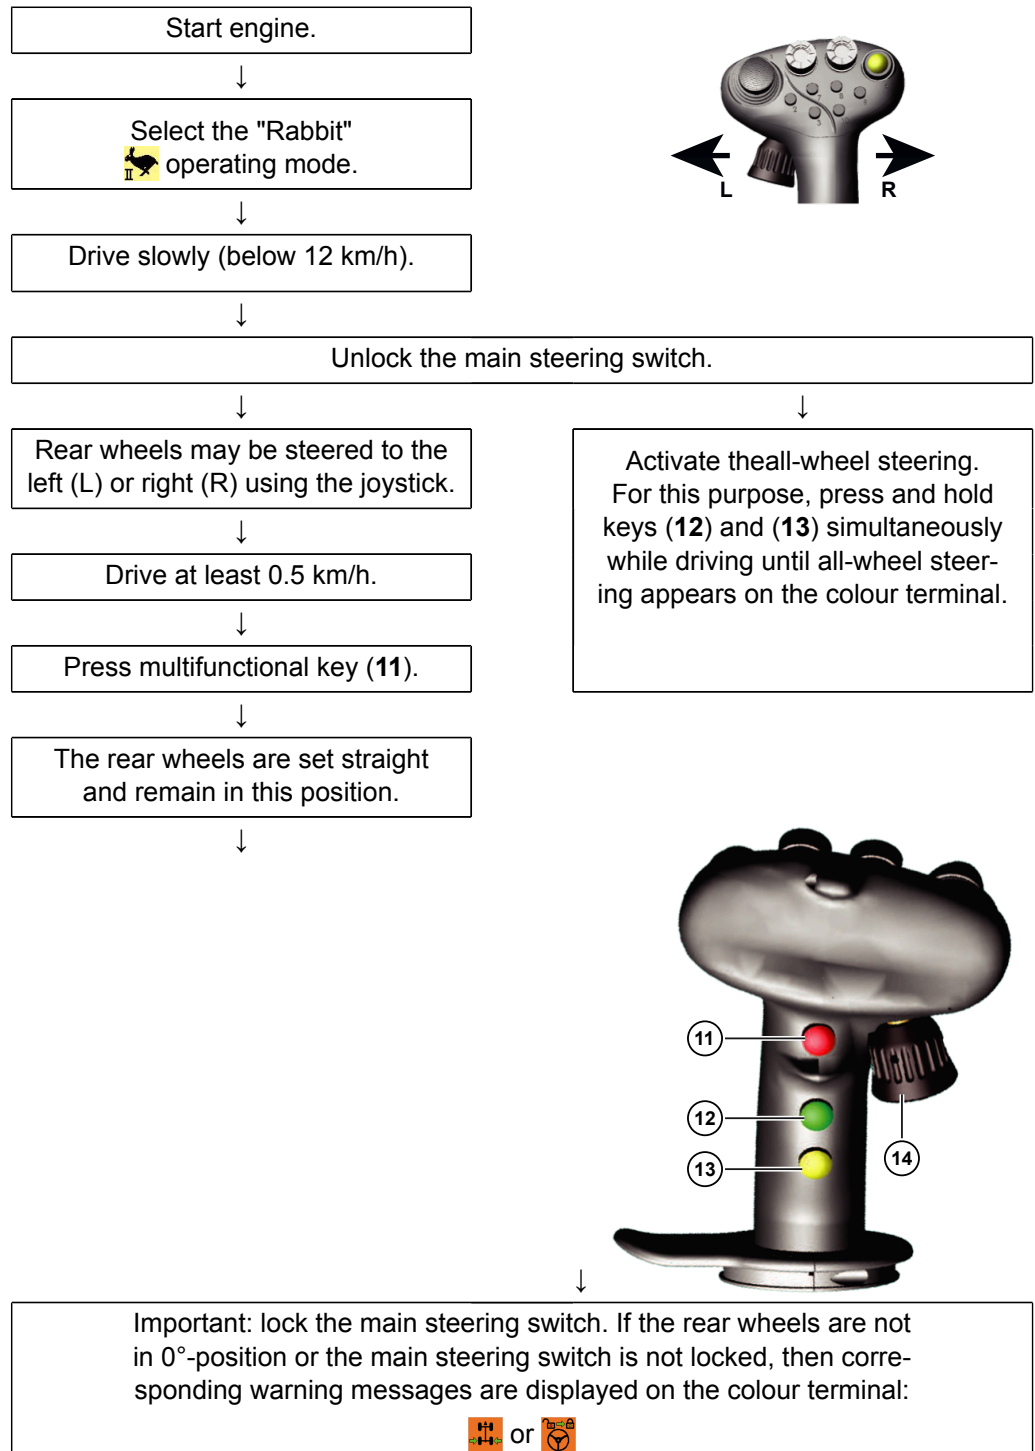 Start engine.
↓
Select the "Rabbit"
II operating mode.
↓
L R
Drive slowly (below 12 km/h).
↓
Unlock the main steering switch.
↓ ↓
Rear wheels may be steered to the
left (L) or right (R) using the joystick.
↓
Drive at least 0.5 km/h.
↓
Press multifunctional key (11).
↓
The rear wheels are set straight
and remain in this position.
↓
Activate theall-wheel steering.
For this purpose, press and hold
keys (12) and (13) simultaneously
while driving until all-wheel steer-
ing appears on the colour terminal.
11
12
13
14
↓
Important: lock the main steering switch. If the rear wheels are not
in 0°-position or the main steering switch is not locked, then corre-
sponding warning messages are displayed on the colour terminal:
or